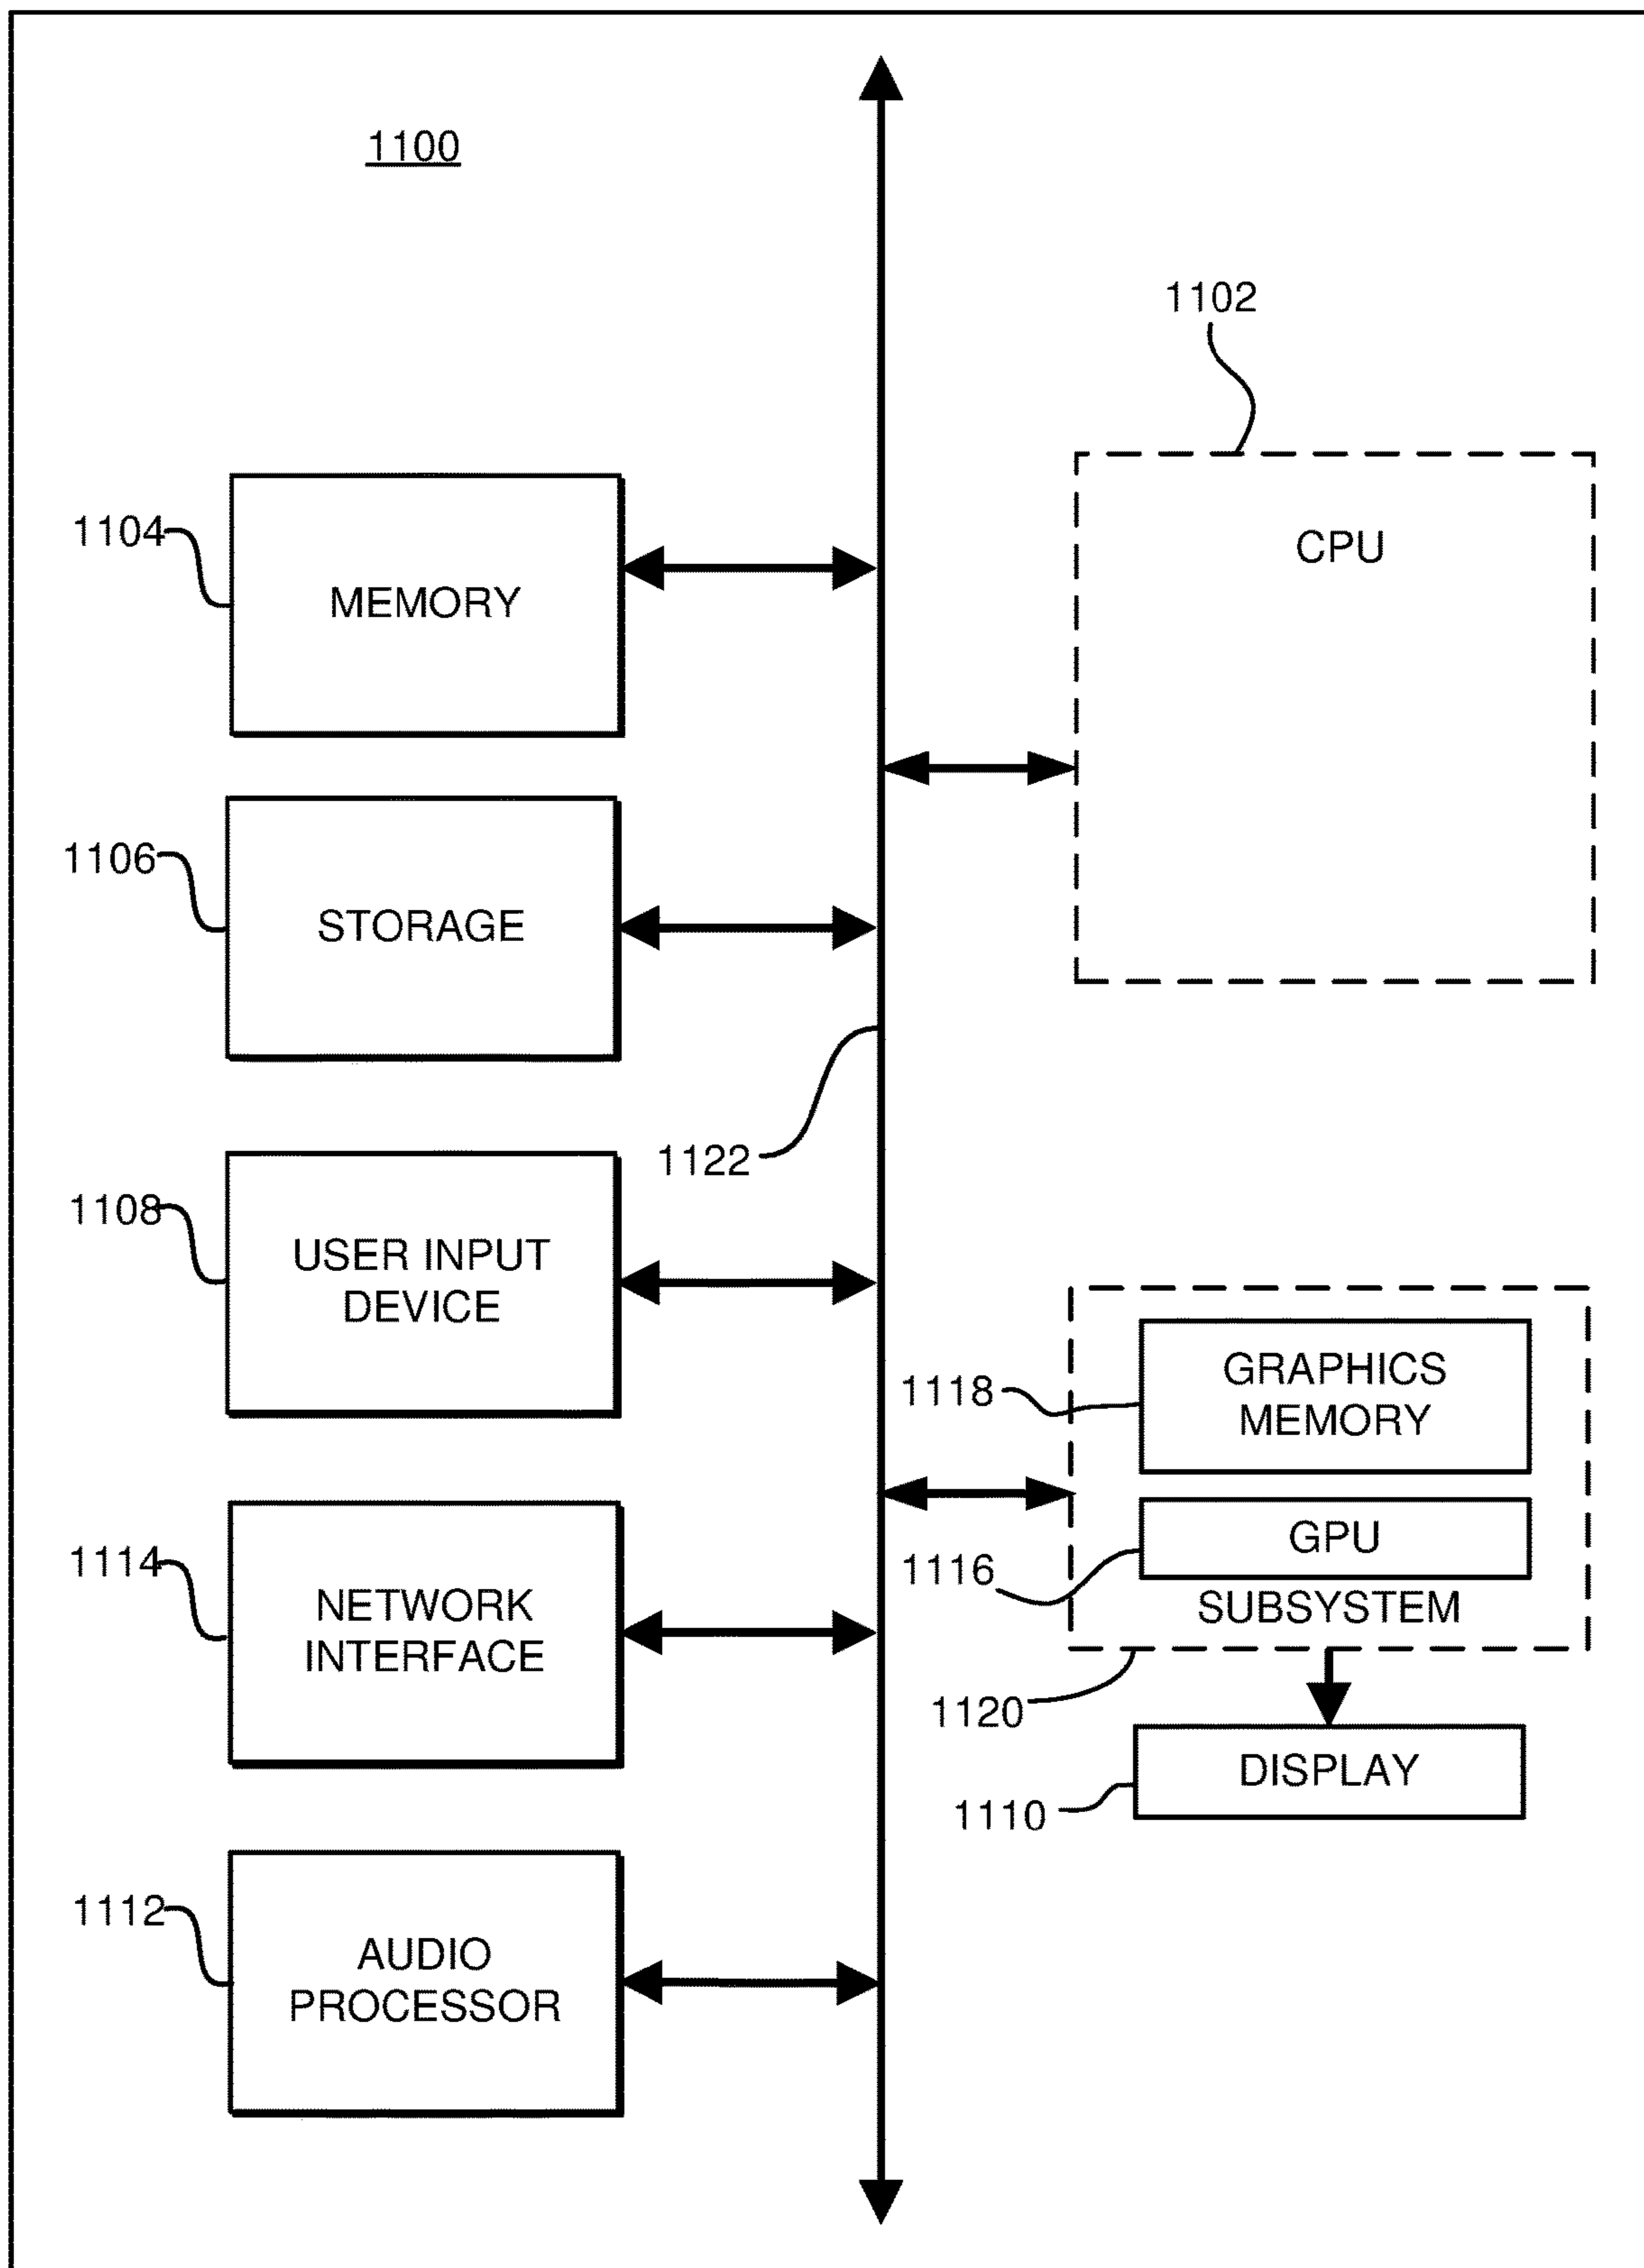 1100
1102
CPU
1104
MEMORY
1106
STORAGE
1122
1108
USER INPUT
DEVICE
1118
GRAPHICS
MEMORY
1116
GPU
SUBSYSTEM
1120
1114
NETWORK
INTERFACE
DISPLAY
1110
1112
AUDIO
PROCESSOR